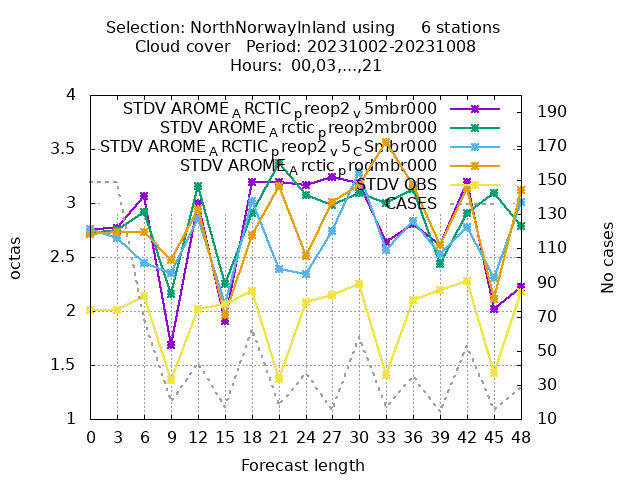 Selection: NorthNorwayInland using 6 stations
Cloud cover Period: 20231002-20231008
Hours: 00,03,...,21
STDV AROME_ARCTIC_preop2_v5mbr000
STDV AROME_Arctic_preop2mbr000
STDV AROME_ARCTIC_preop2_v5_CSnmbr000
STDV AROME_Arctic_prodmbr000
STDV OBS
CASES
4
3.5
3
2.5
2
1.5
1
octas
190
170
150
130
110
90
70
50
30
10
No cases
0 3 6 9 12 15 18 21 24 27 30 33 36 39 42 45 48
Forecast length